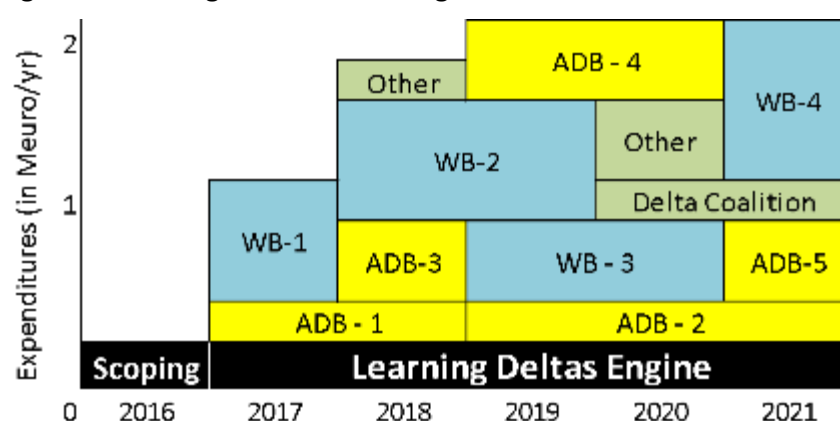 Expenditures (in Meuro/yr)
2
1
0
Other
ADB - 4
WB-4
WB-2
Other
Delta Coalition
WB-1
ADB-3
WB - 3
ADB-5
ADB - 1
ADB - 2
Scoping
Learning Deltas Engine
2016
2017
2018
2019
2020
2021